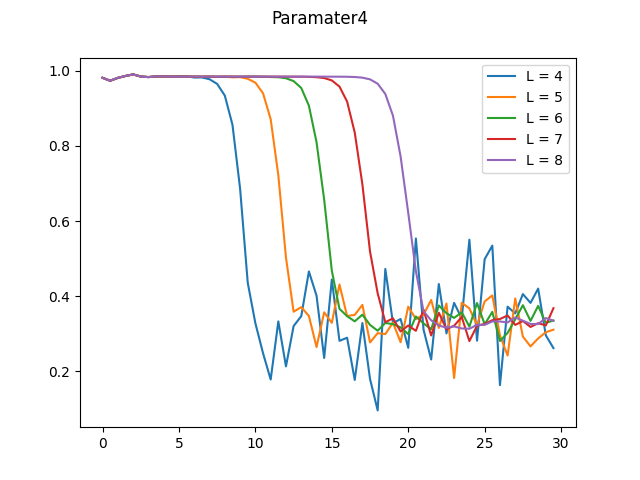 Paramater4
1.0
0.8
0.6
0.4
0.2
0 5 10 15 20 25 30
L = 4
L = 5
L = 6
L = 7
L = 8